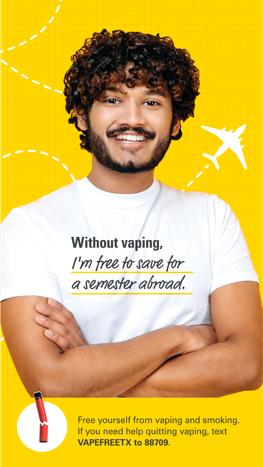 Without vaping,
I'm free to save for
a semester abroad.
Free yourself from vaping and smoking.
If you need help quitting vaping, text
VAPEFREETX to 88709.